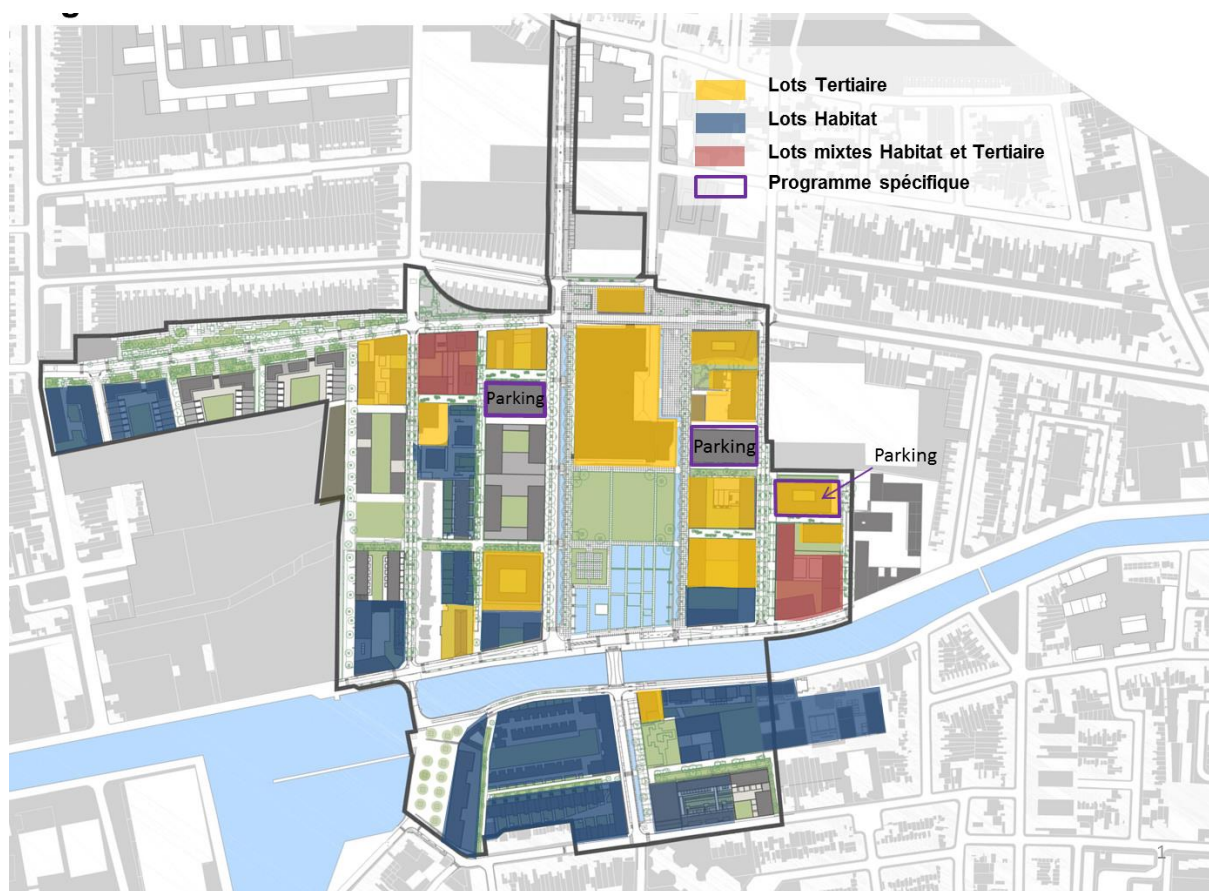 Lots Tertiaire
Lots Habitat
Lots mixtes Habitat et Tertiaire
Programme spécifique
Parking
Parking
Parking
1